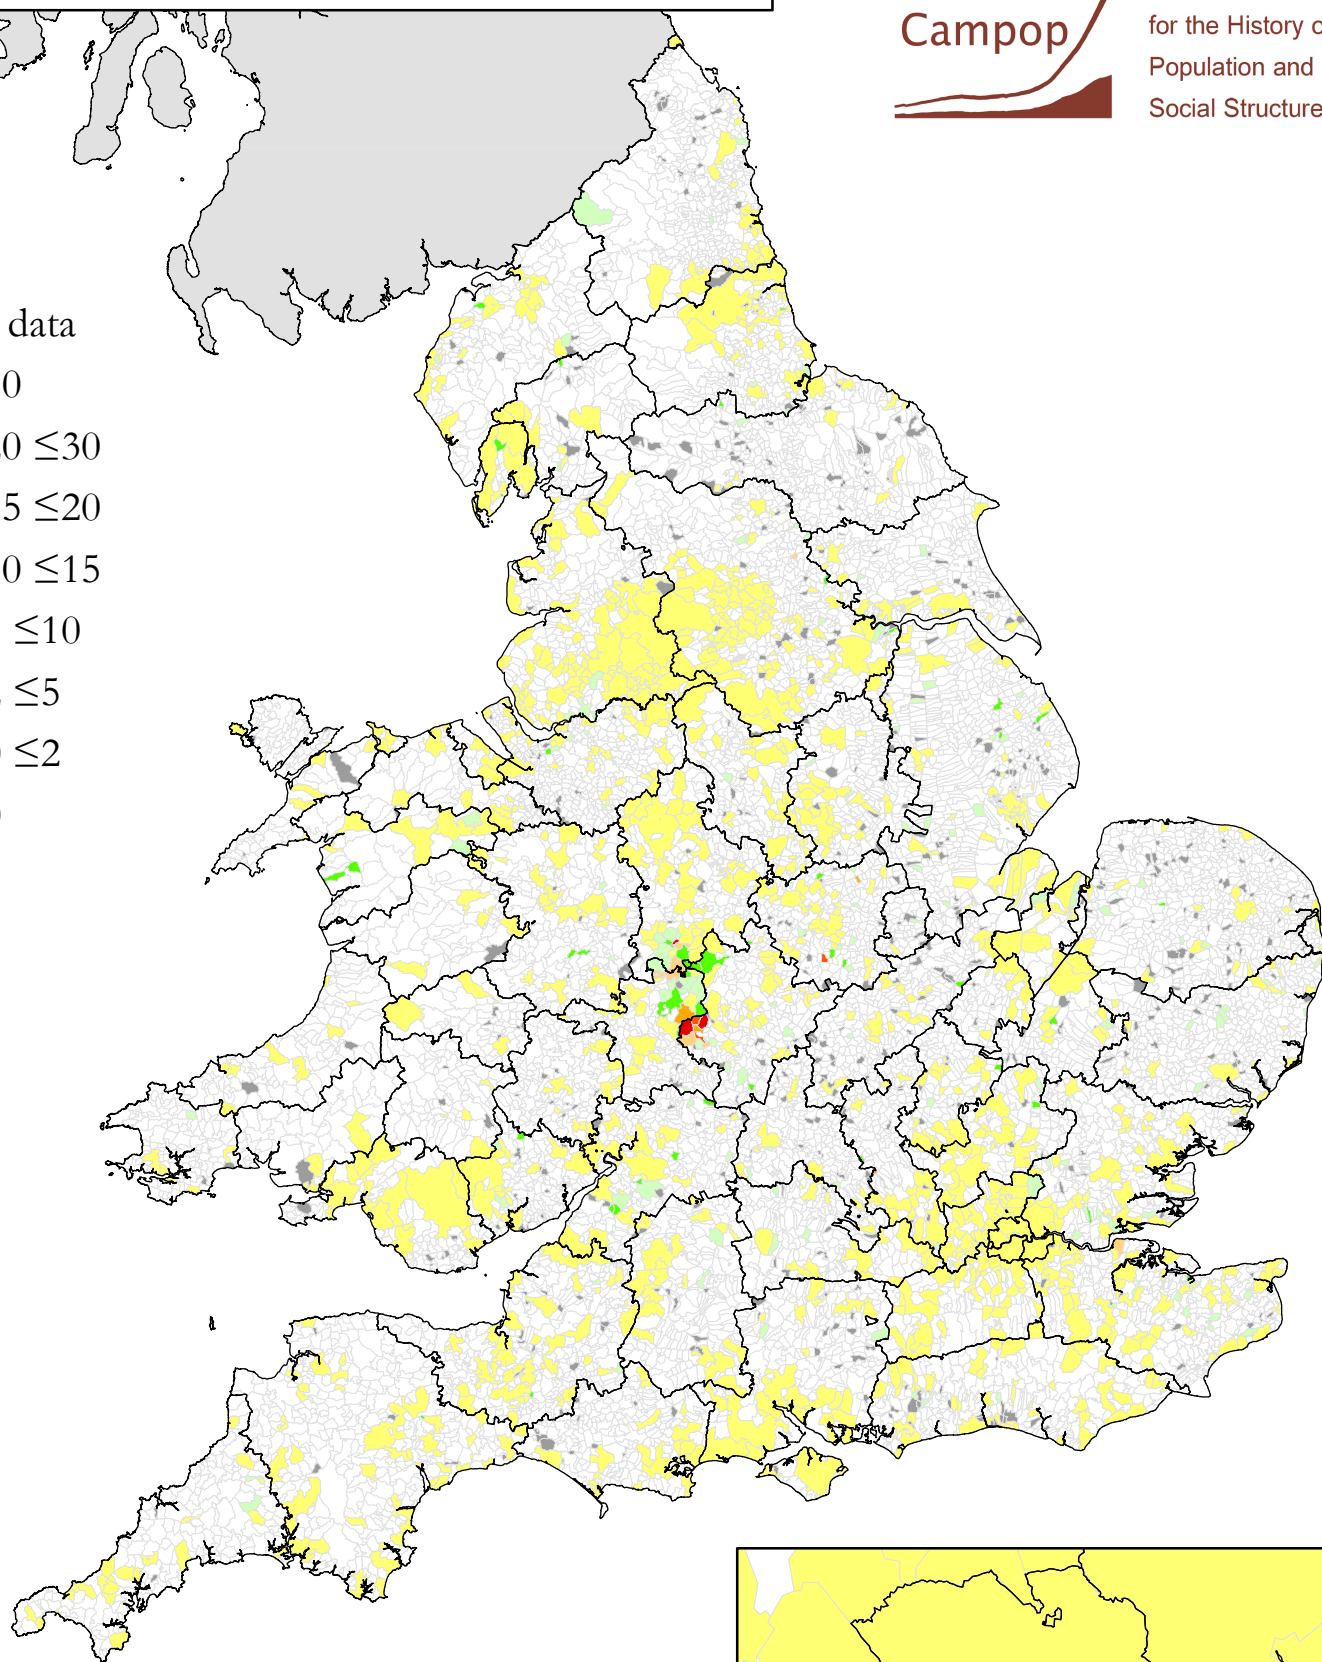 Campop
for the History
Population and
Social Structure
data
0
0 ≤30
5 ≤20
0 ≤15
≤10
≤5
≤2